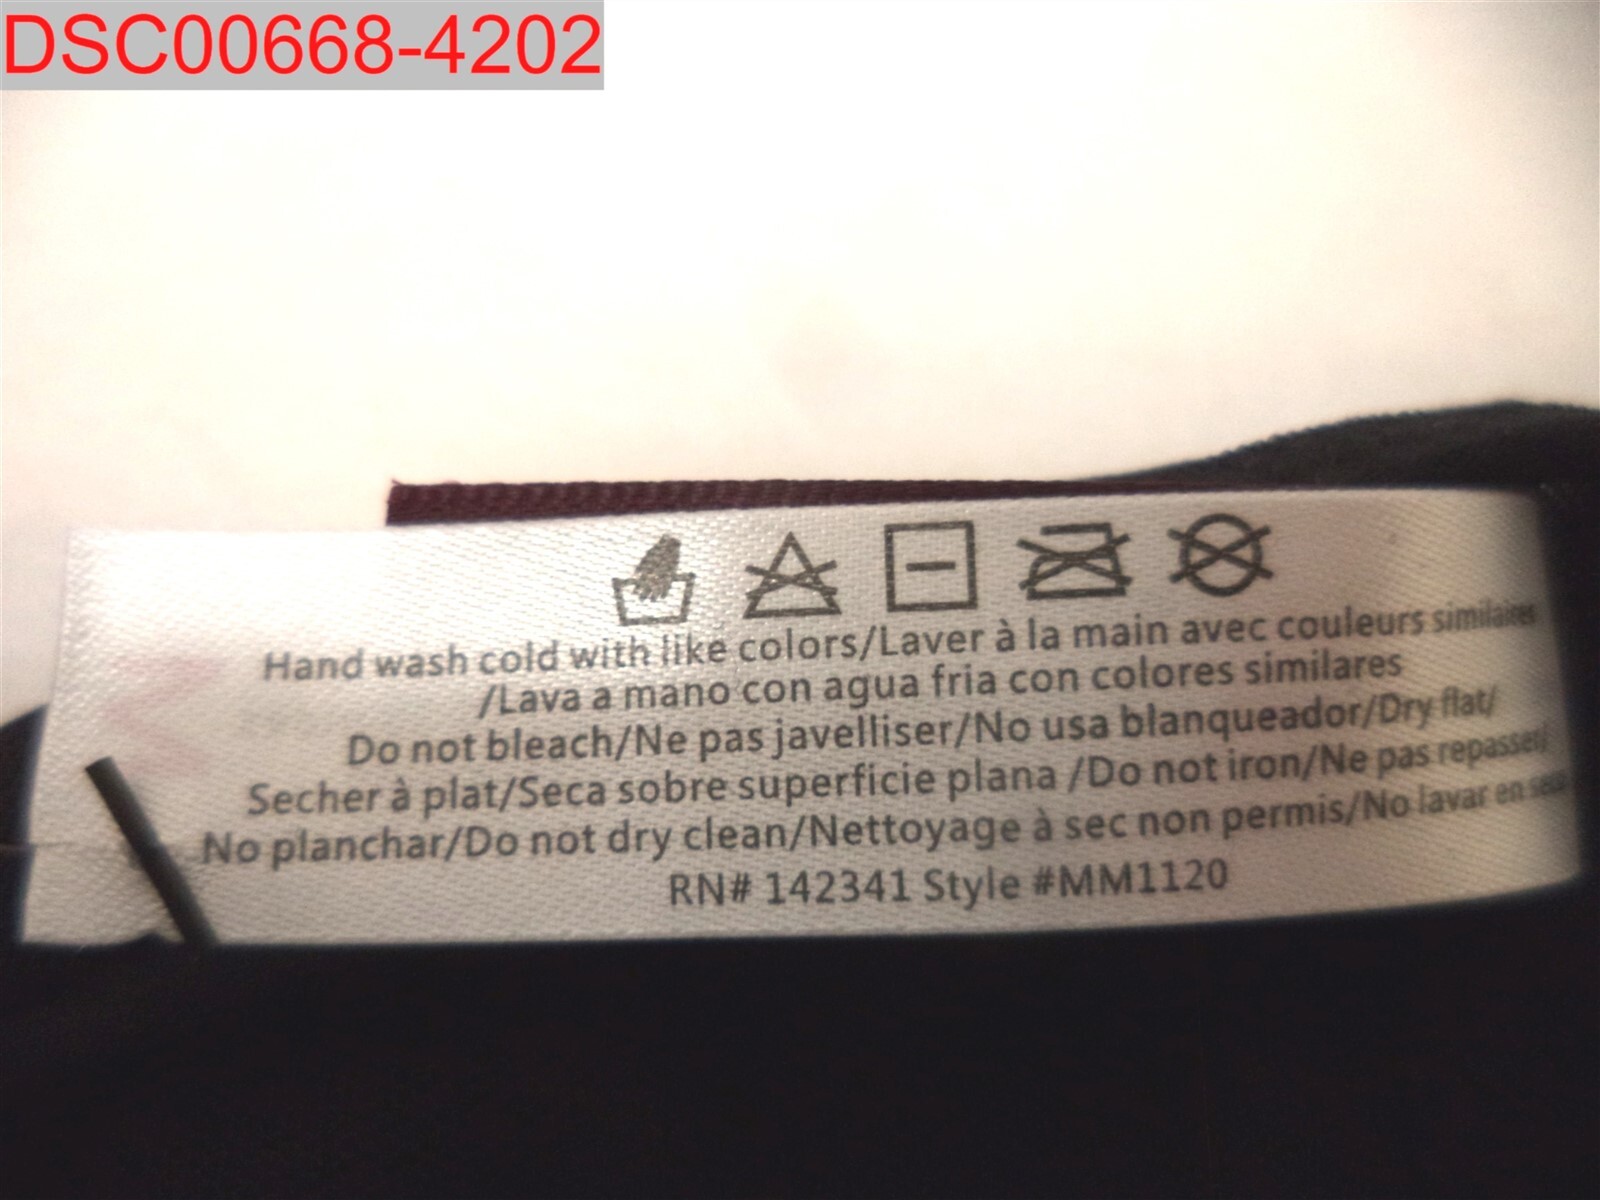 DSC00668-4202
Hand wash cold with like colors/Laver à la main avec couleurs similaires
/Lava a mano con agua fria con colores similares
Do not bleach/Ne pas javelliser/No usa blanqueador/Dry flat/
Secher à plat/Seca sobre superficie plana /Do not iron/Ne pas repasser/
No planchar/Do not dry clean/Nettoyage à sec non permis/No lavar en seco
RN# 142341 Style #MM1120